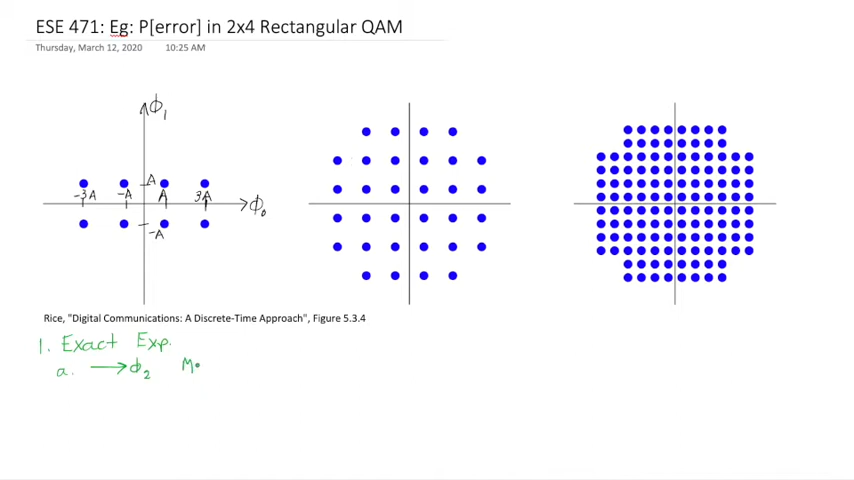 ESE 471: Eg: P[error] in 2x4 Rectangular QAM
Thursday, March 12, 2020 10:25 AM
ϕ₁
A
-3A -A A 3A
ϕ₀
-A
Rice, "Digital Communications: A Discrete-Time Approach", Figure 5.3.4
1. Exact Exp.
a. → ϕ₂ M